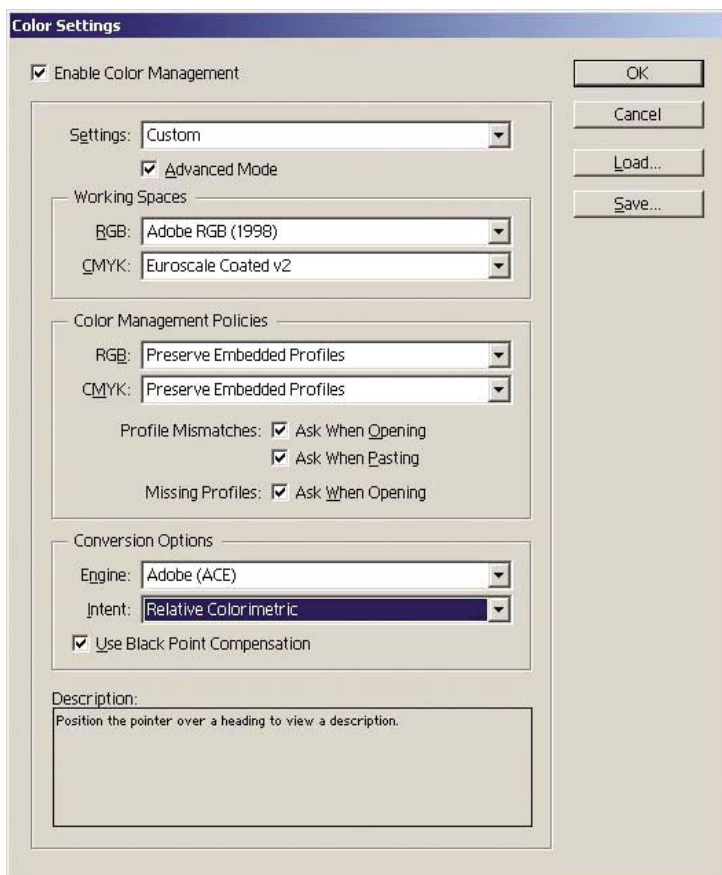 Color Settings
Enable Color Management
OK
Cancel
Load...
Save...
Settings: Custom
Advanced Mode
Working Spaces
RGB: Adobe RGB (1998)
CMYK: Euroscale Coated v2
Color Management Policies
RGB: Preserve Embedded Profiles
CMYK: Preserve Embedded Profiles
Profile Mismatches: Ask When Opening
Ask When Pasting
Missing Profiles: Ask When Opening
Conversion Options
Engine: Adobe (ACE)
Intent: Relative Colorimetric
Use Black Point Compensation
Description:
Position the pointer over a heading to view a description.